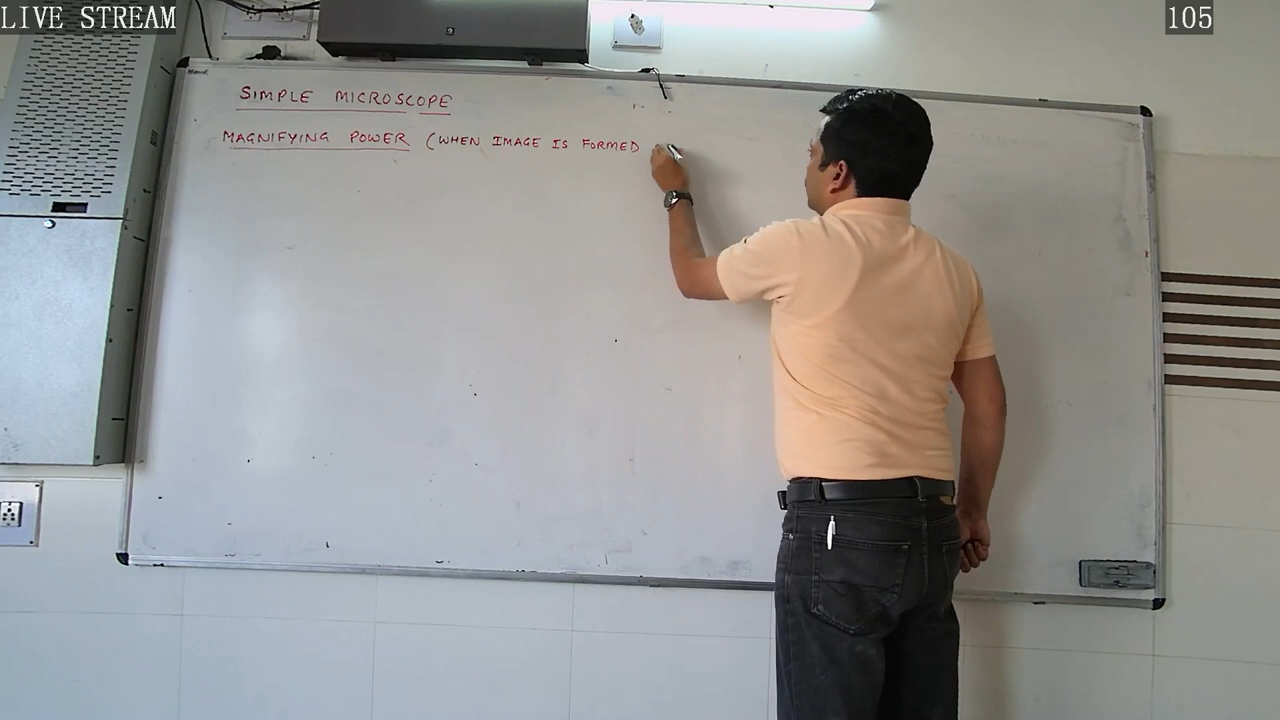 LIVE STREAM
105
SIMPLE MICROSCOPE
MAGNIFYING POWER (WHEN IMAGE IS FORMED